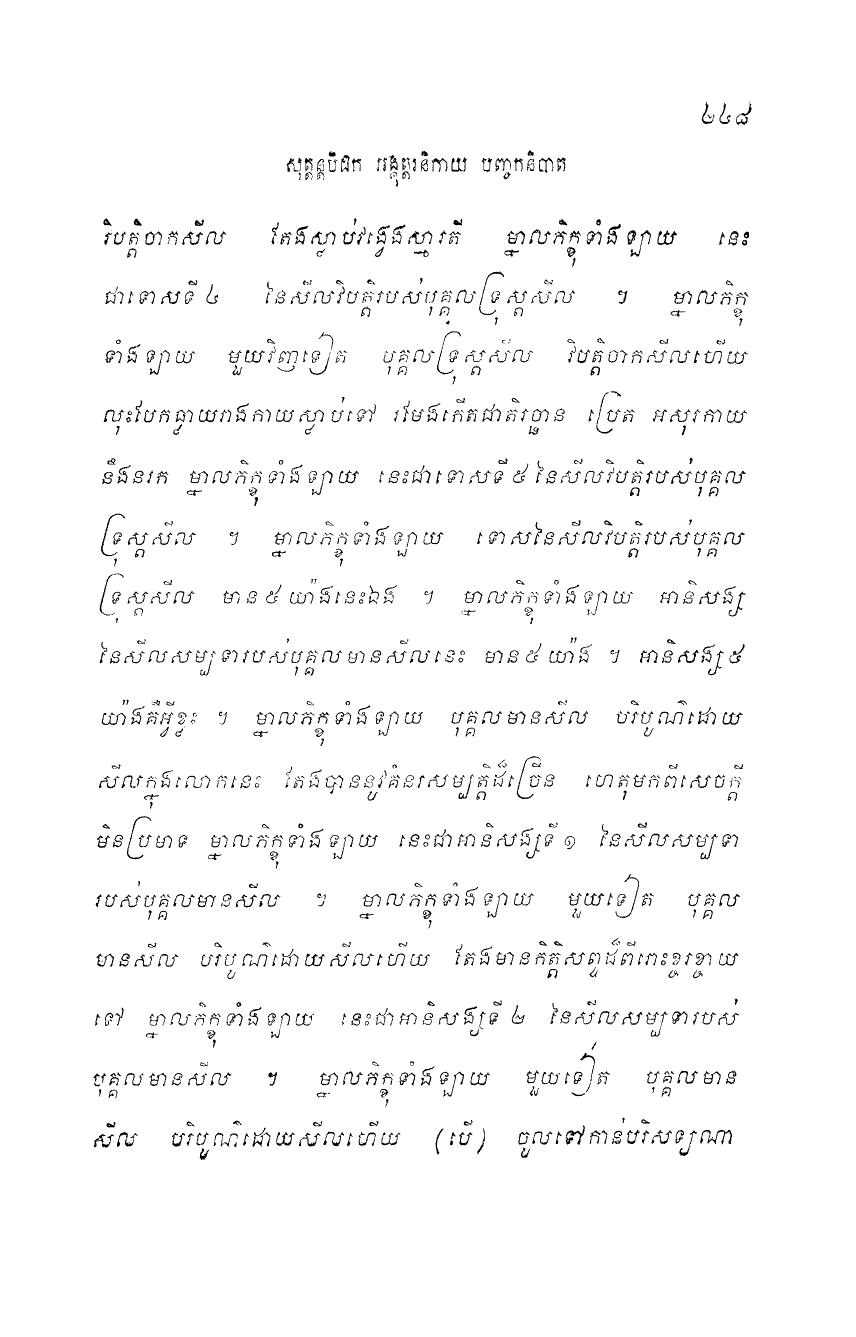 ៤៤៨
សុត្តន្តបិដក អង្គុត្តរនិកាយ បញ្ចកនិបាត
វិបត្តិចាកសីល តែងស្លាប់វង្វេងស្មារតី ម្នាលភិក្ខុទាំងឡាយ នេះ
ជាទោសទី៤ នៃសីលវិបត្តិរបស់បុគ្គលទ្រុស្តសីល ។ ម្នាលភិក្ខុ
ទាំងឡាយ មួយវិញទៀត បុគ្គលទ្រុស្តសីល វិបត្តិចាកសីលហើយ
លុះបែកធ្លាយរាងកាយស្លាប់ទៅ រមែងកើតជាតិរច្ឆាន ប្រេត អសុរកាយ
នឹងនរក ម្នាលភិក្ខុទាំងឡាយ នេះជាទោសទី៥ នៃសីលវិបត្តិរបស់បុគ្គល
ទ្រុស្តសីល ។ ម្នាលភិក្ខុទាំងឡាយ ទោសនៃសីលវិបត្តិរបស់បុគ្គល
ទ្រុស្តសីល មាន៥ យ៉ាងនេះឯង ។ ម្នាលភិក្ខុទាំងឡាយ អានិសង្ស
នៃសីលសម្បទារបស់បុគ្គលមានសីលនេះ មាន៥ យ៉ាង ។ អានិសង្ស ៥
យ៉ាងគឺអ្វីខ្លះ ។ ម្នាលភិក្ខុទាំងឡាយ បុគ្គលមានសីល បរិបូណ៌ដោយ
សីលក្នុងលោកនេះ តែងបាននូវគំនរសម្បត្តិដ៏ច្រើន ហេតុមកពីសេចក្តី
មិនប្រមាទ ម្នាលភិក្ខុទាំងឡាយ នេះជាអានិសង្សទី ១ នៃសីលសម្បទា
របស់បុគ្គលមានសីល ។ ម្នាលភិក្ខុទាំងឡាយ មួយទៀត បុគ្គល
មានសីល បរិបូណ៌ដោយសីលហើយ តែងមានកិត្តិសព្ទដ៏ពីរោះខ្ចរខ្ចាយ
ទៅ ម្នាលភិក្ខុទាំងឡាយ នេះជាអានិសង្សទី ២ នៃសីលសម្បទារបស់
បុគ្គលមានសីល ។ ម្នាលភិក្ខុទាំងឡាយ មួយទៀត បុគ្គលមាន
សីល បរិបូណ៌ដោយសីលហើយ (បើ) ចូលទៅកាន់បរិសទ្យណា